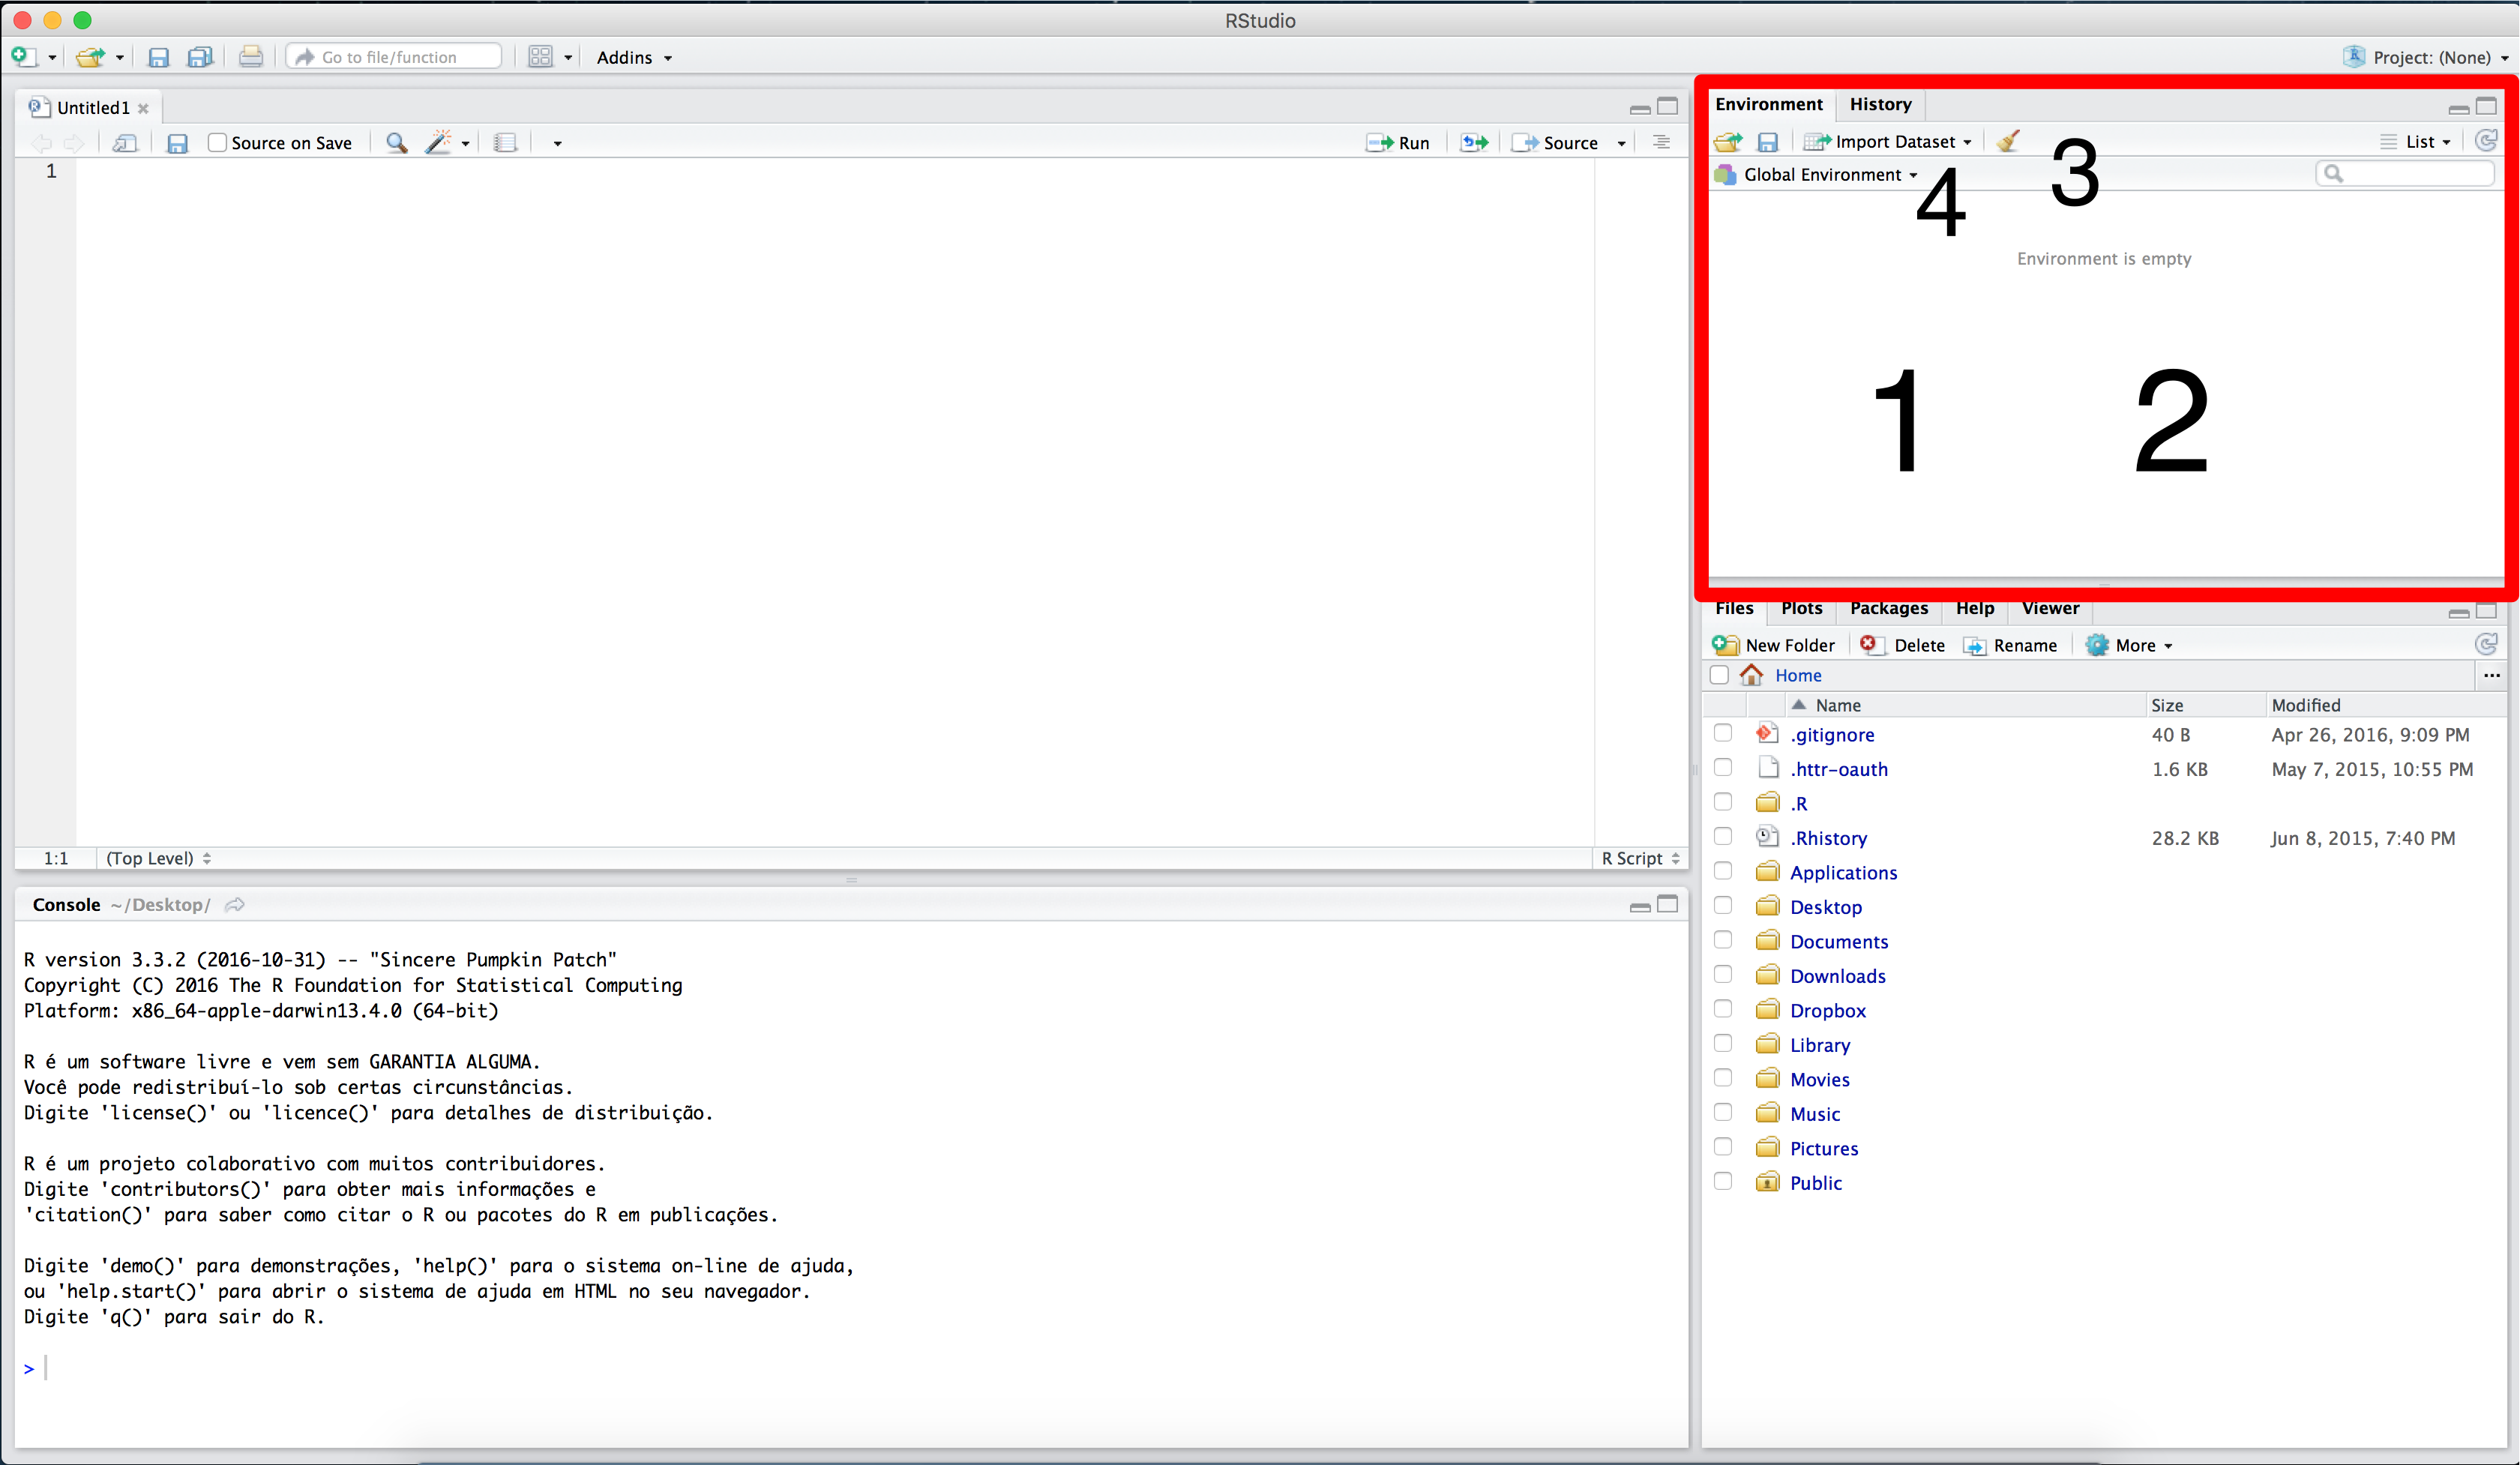 RStudio
Go to file/function
Addins
Project: (None)
Untitled1
Source on Save
Run
Source
1
1:1
(Top Level)
R Script
Console ~/Desktop/
R version 3.3.2 (2016-10-31) -- "Sincere Pumpkin Patch"
Copyright (C) 2016 The R Foundation for Statistical Computing
Platform: x86_64-apple-darwin13.4.0 (64-bit)
R é um software livre e vem sem GARANTIA ALGUMA.
Você pode redistribuí-lo sob certas circunstâncias.
Digite 'license()' ou 'licence()' para detalhes de distribuição.
R é um projeto colaborativo com muitos contribuidores.
Digite 'contributors()' para obter mais informações e
'citation()' para saber como citar o R ou pacotes do R em publicações.
Digite 'demo()' para demonstrações, 'help()' para o sistema on-line de ajuda,
ou 'help.start()' para abrir o sistema de ajuda em HTML no seu navegador.
Digite 'q()' para sair do R.
>
Environment History
Import Dataset
List
3
Global Environment
4
Environment is empty
1 2
Files Plots Packages Help Viewer
New Folder Delete Rename More
Home ...
Name Size Modified
.gitignore 40 B Apr 26, 2016, 9:09 PM
.httr-oauth 1.6 KB May 7, 2015, 10:55 PM
.R
.Rhistory 28.2 KB Jun 8, 2015, 7:40 PM
Applications
Desktop
Documents
Downloads
Dropbox
Library
Movies
Music
Pictures
Public